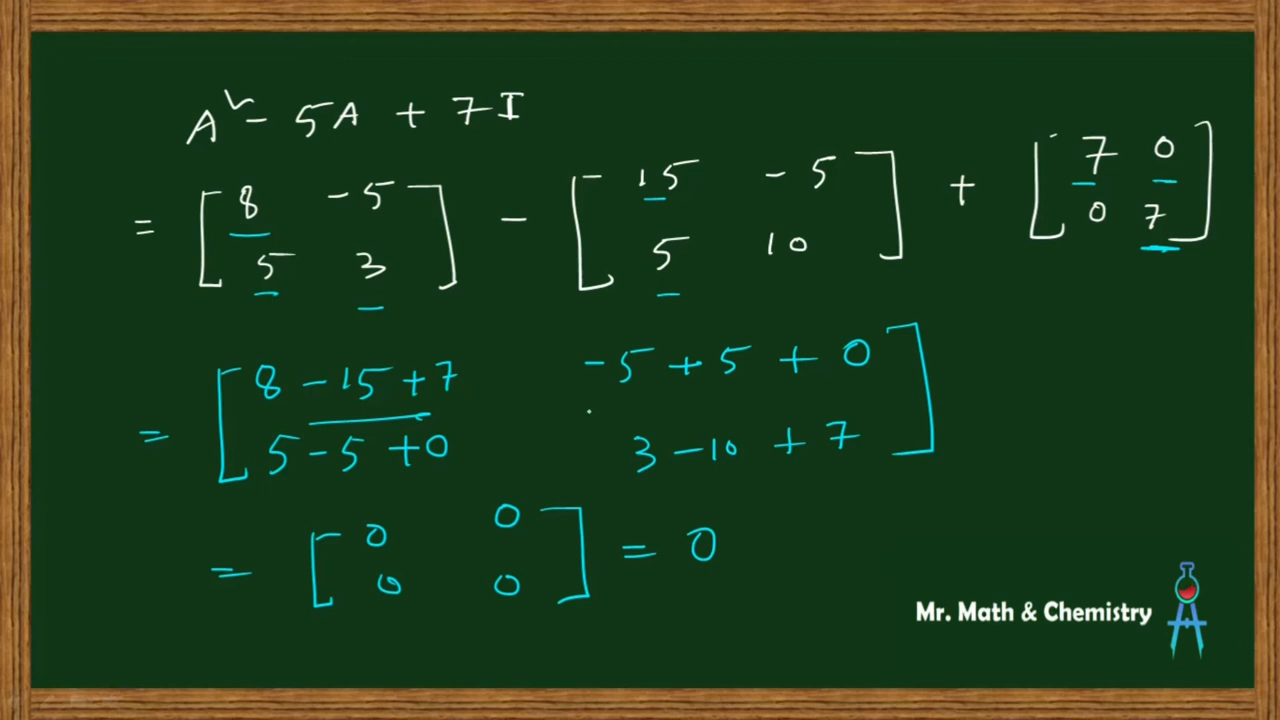 A² - 5A + 7I
= [8 -5] - [15 -5] + [7 0]
[5 3] [5 10] [0 7]
= [8 - 15 + 7 -5 + 5 + 0]
[5 - 5 + 0 3 - 10 + 7]
= [0 0] = 0
[0 0]
Mr. Math & Chemistry